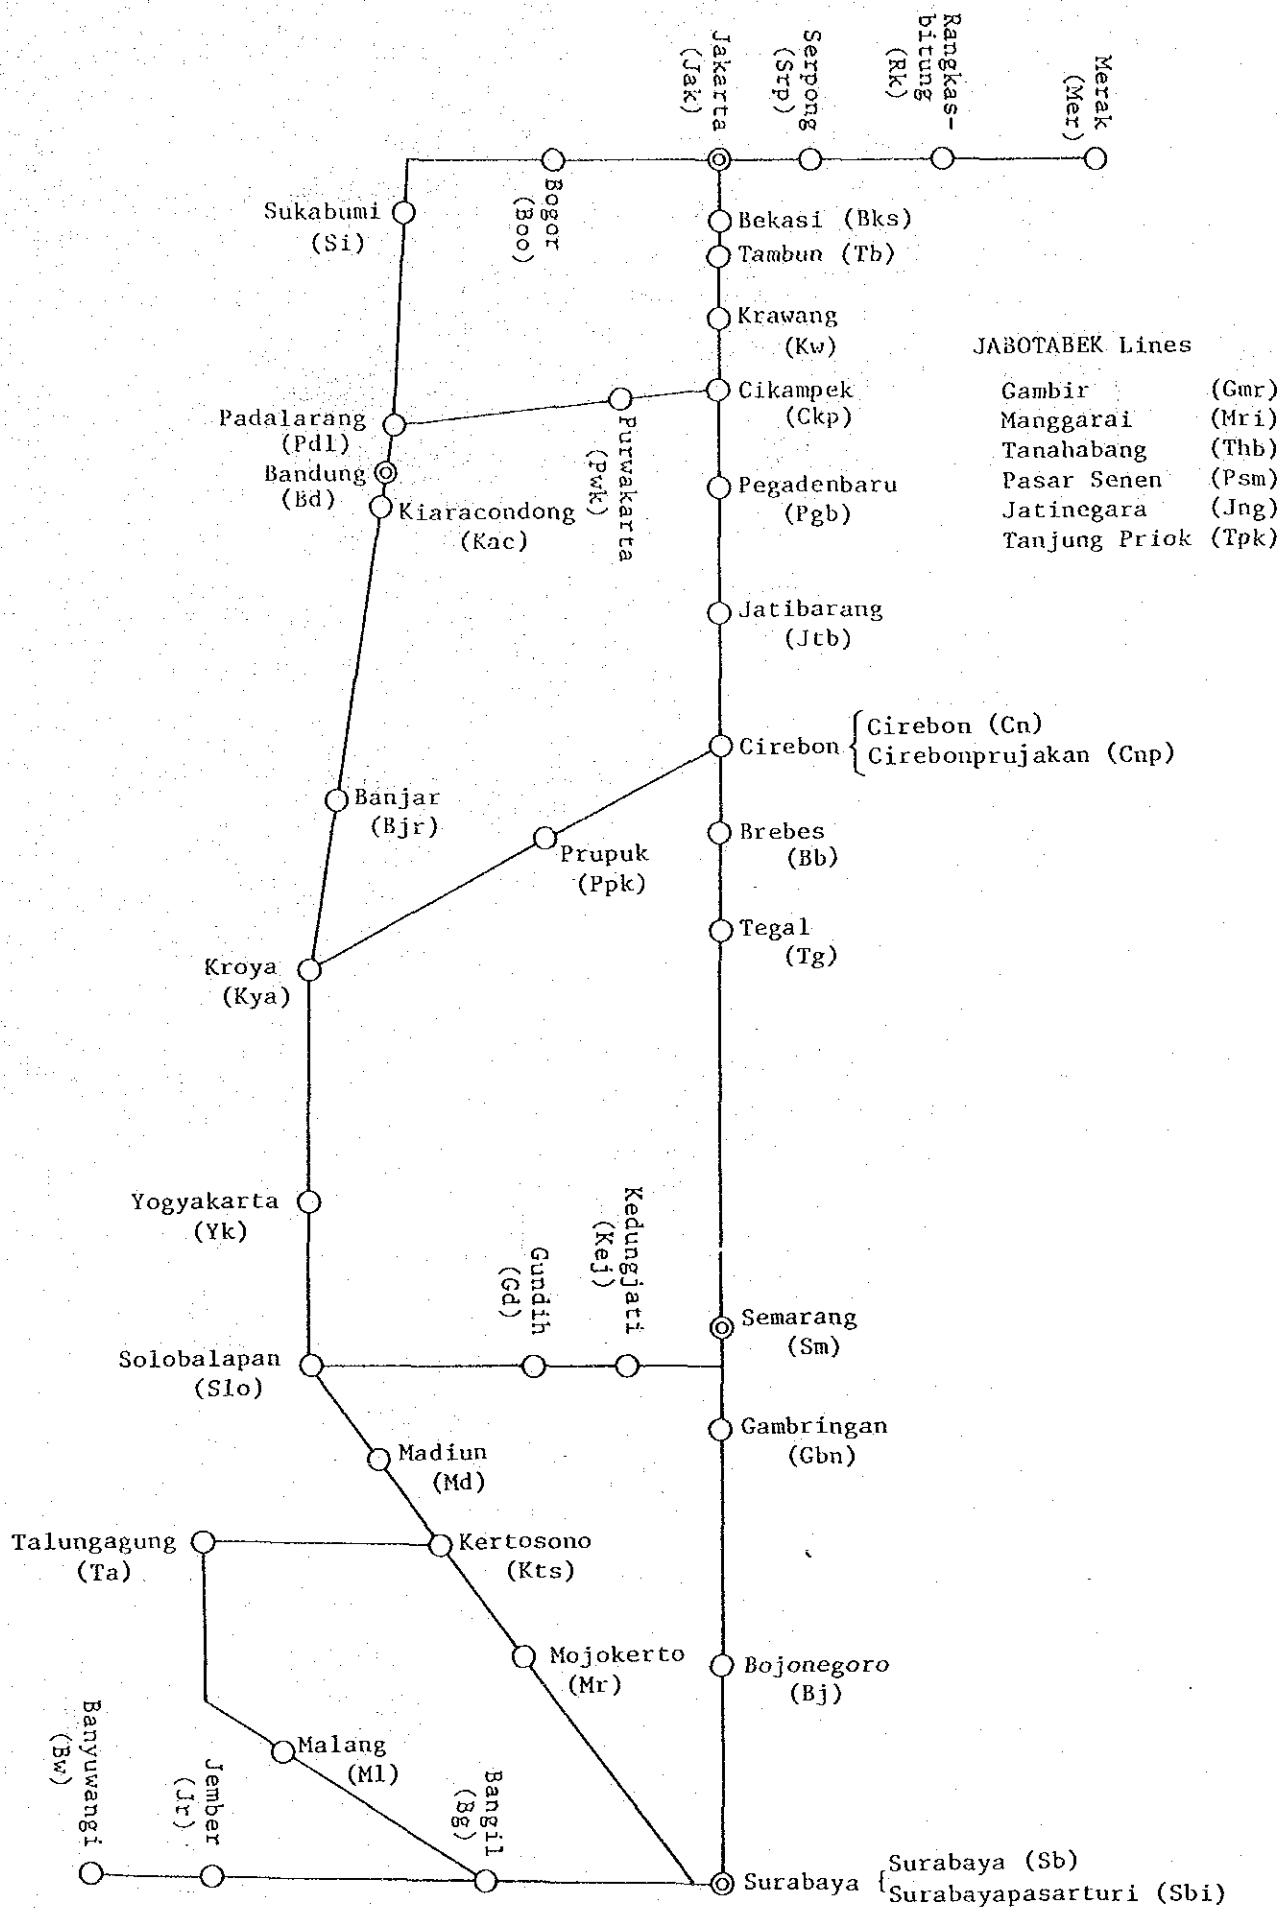 Jakarta
(Jak)
Serpong
(Srp)
Rangkas-
bitung
(Rk)
Merak
(Mer)
Sukabumi
(Si)
Bogor
(Boo)
Bekasi (Bks)
Tambun (Tb)
Krawang
(Kw)
JABOTABEK Lines
Gambir (Gmr)
Manggarai (Mri)
Tanahabang (Thb)
Pasar Senen (Psm)
Jatinegara (Jng)
Tanjung Priok (Tpk)
Cikampek
(Ckp)
Padalarang
(Pdl)
Purwakarta
(Pwk)
Bandung
(Bd)
Kiaracondong
(Kac)
Pegadenbaru
(Pgb)
Jatibarang
(Jtb)
Cirebon
Cirebon (Cn)
Cirebonprujakan (Cnp)
Banjar
(Bjr)
Prupuk
(Ppk)
Brebes
(Bb)
Tegal
(Tg)
Kroya
(Kya)
Yogyakarta
(Yk)
Gundih
(Gd)
Kedungjati
(Kej)
Semarang
(Sm)
Solobalapan
(Slo)
Gambringan
(Gbn)
Madiun
(Md)
Talungagung
(Ta)
Kertosono
(Kts)
Mojokerto
(Mr)
Bojonegoro
(Bj)
Malang
(Ml)
Banyuwangi
(Bw)
Jember
(Jr)
Bangil
(Bg)
Surabaya
Surabaya (Sb)
Surabayapasarturi (Sbi)